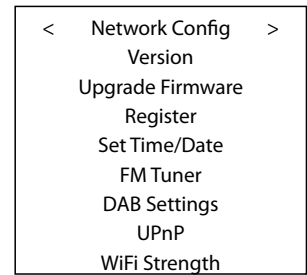 < Network Config >
Version
Upgrade Firmware
Register
Set Time/Date
FM Tuner
DAB Settings
UPnP
WiFi Strength